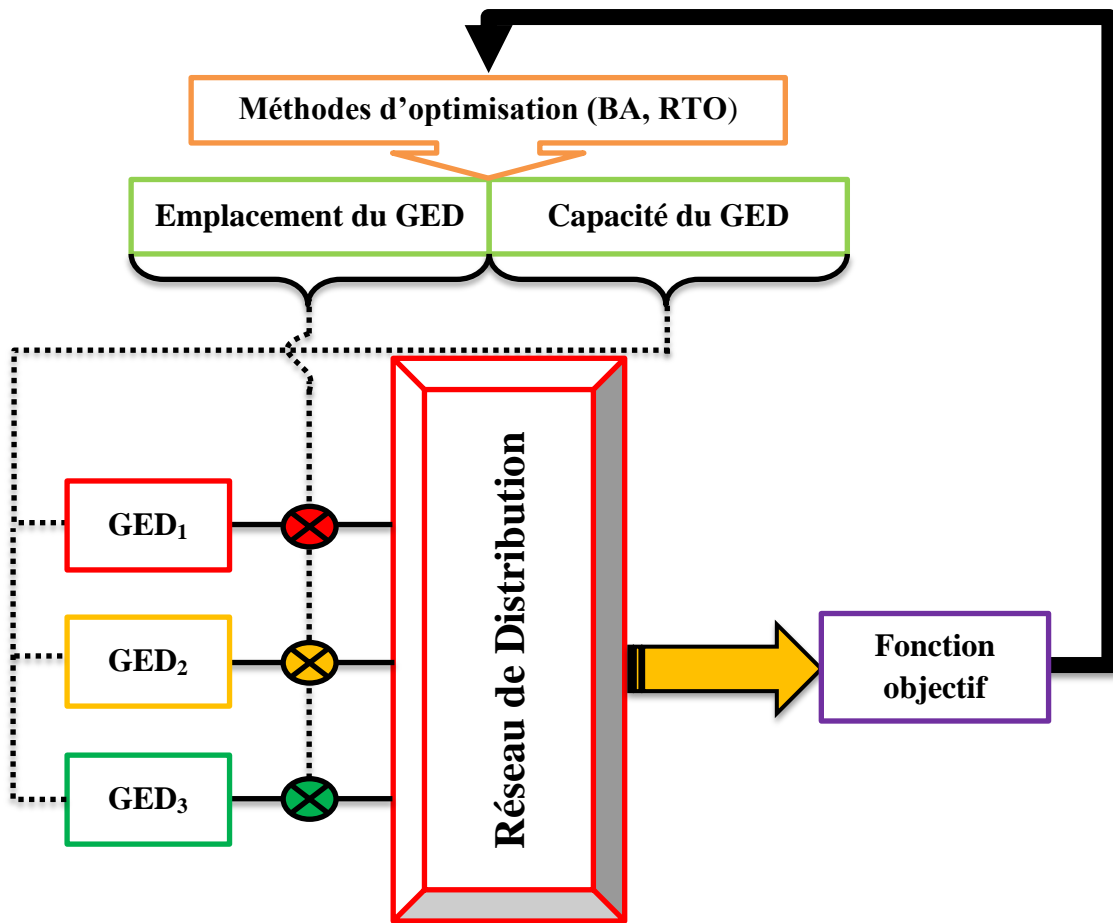 Méthodes d'optimisation (BA, RTO)
Emplacement du GED
Capacité du GED
GED₁
GED₂
GED₃
Réseau de Distribution
Fonction
objectif